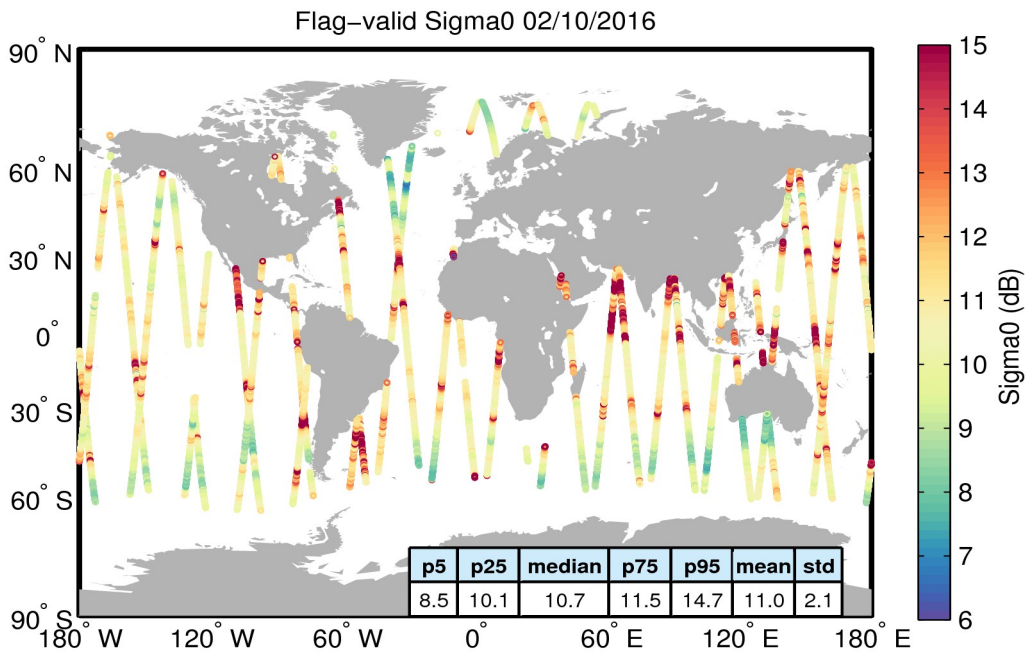 Flag−valid Sigma0 02/10/2016
90° N
60° N
30° N
0°
30° S
60° S
90° S
180° W
120° W
60° W
0°
60° E
120° E
180° E
15
14
13
12
11
10
9
8
7
6
Sigma0 (dB)
p5 p25 median p75 p95 mean std
8.5 10.1 10.7 11.5 14.7 11.0 2.1